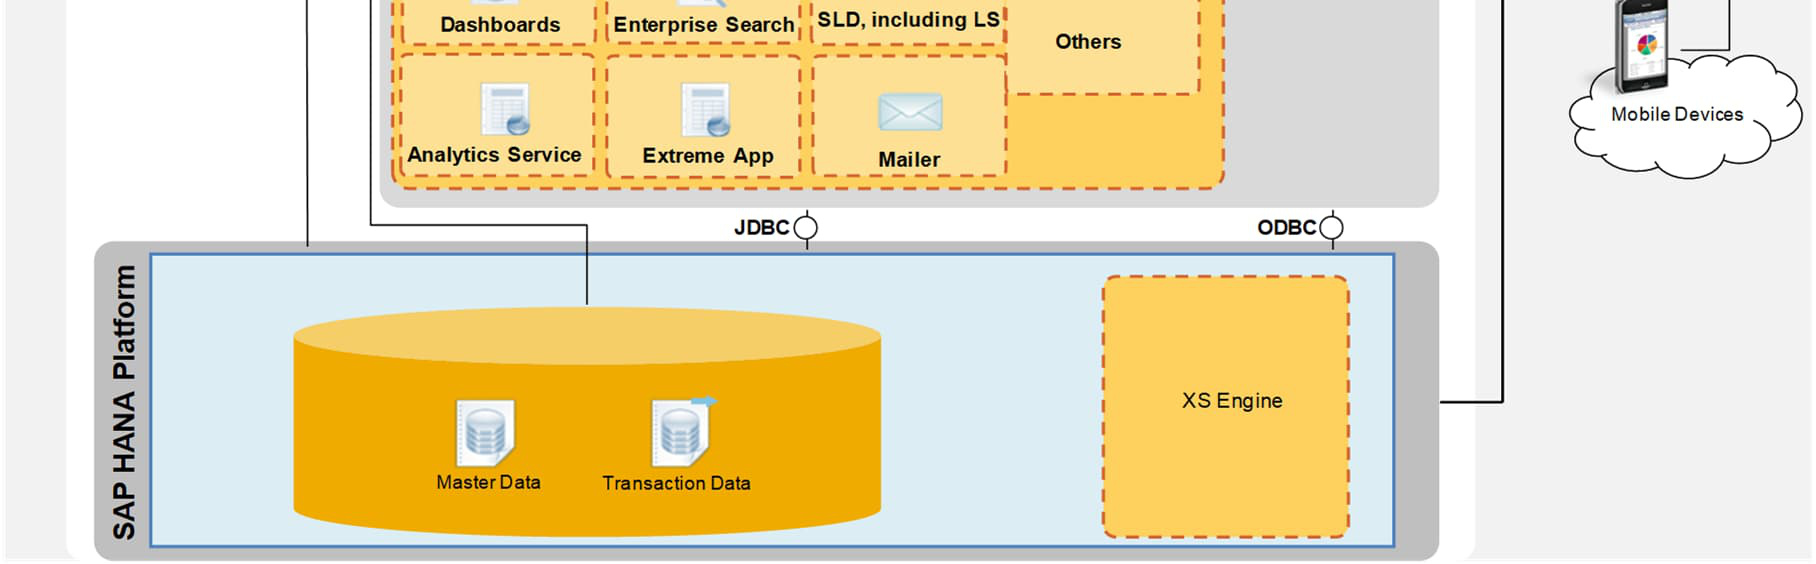 Dashboards
Enterprise Search
SLD, including LS
Others
Analytics Service
Extreme App
Mailer
Mobile Devices
JDBC
ODBC
SAP HANA Platform
XS Engine
Master Data
Transaction Data